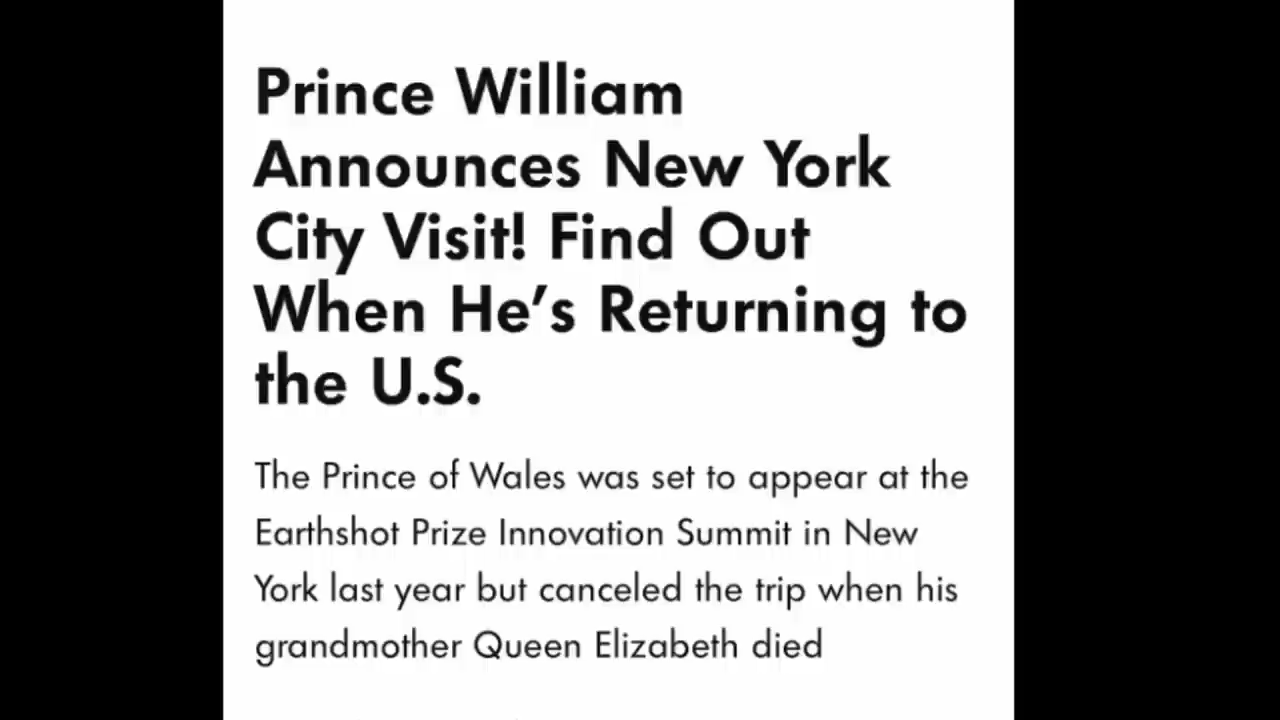 Prince William
Announces New York
City Visit! Find Out
When He’s Returning to
the U.S.
The Prince of Wales was set to appear at the
Earthshot Prize Innovation Summit in New
York last year but canceled the trip when his
grandmother Queen Elizabeth died